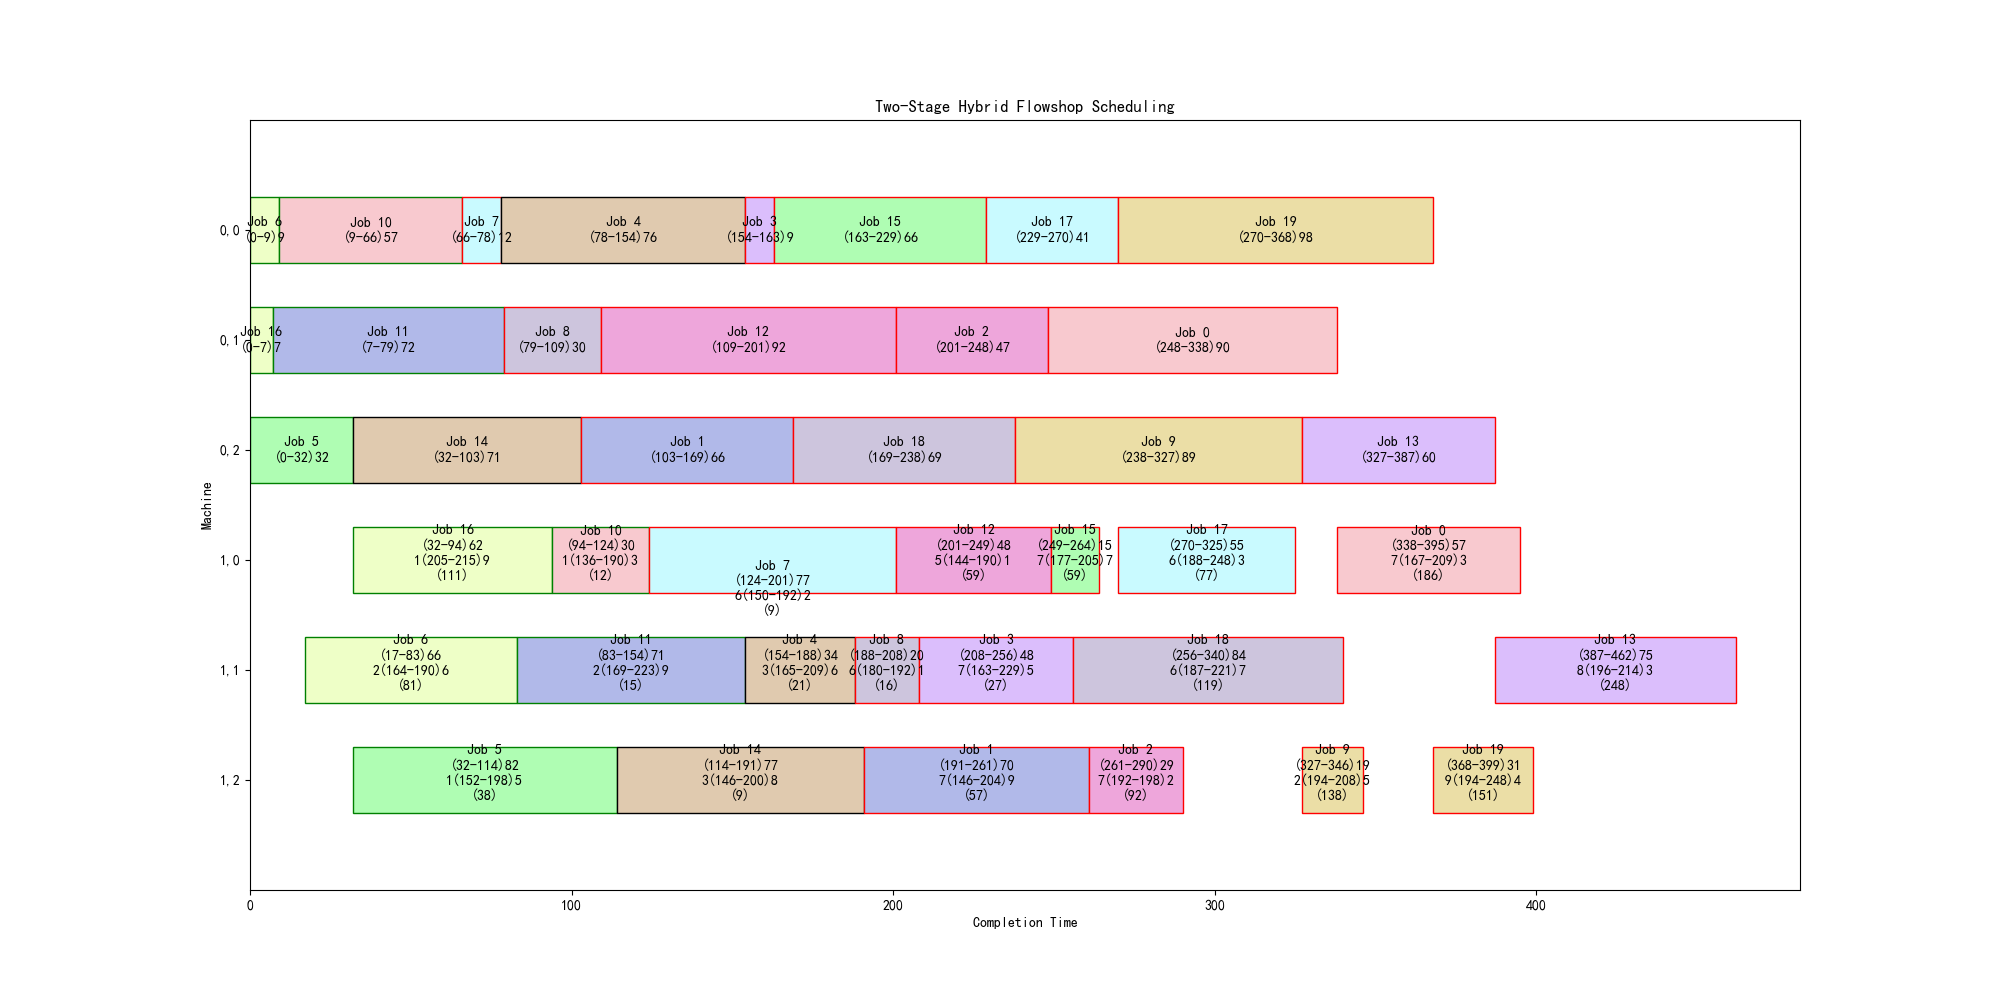 Two-Stage Hybrid Flowshop Scheduling
0,0
Job 6
(0-9)9
Job 10
(9-66)57
Job 7
(66-78)12
Job 4
(78-154)76
Job 3
(154-163)9
Job 15
(163-229)66
Job 17
(229-270)41
Job 19
(270-368)98
0,1
Job 16
(0-7)7
Job 11
(7-79)72
Job 8
(79-109)30
Job 12
(109-201)92
Job 2
(201-248)47
Job 0
(248-338)90
0,2
Job 5
(0-32)32
Job 14
(32-103)71
Job 1
(103-169)66
Job 18
(169-238)69
Job 9
(238-327)89
Job 13
(327-387)60
Machine
1,0
Job 16
(32-94)62
1(205-215)9
(111)
Job 10
(94-124)30
1(136-190)3
(12)
Job 7
(124-201)77
6(150-192)2
(9)
Job 12
(201-249)48
5(144-190)1
(59)
Job 15
(249-264)15
7(177-205)7
(59)
Job 17
(270-325)55
6(188-248)3
(77)
Job 0
(338-395)57
7(167-209)3
(186)
1,1
Job 6
(17-83)66
2(164-190)6
(81)
Job 11
(83-154)71
2(169-223)9
(15)
Job 4
(154-188)34
3(165-209)6
(21)
Job 8
(188-208)20
6(180-192)1
(16)
Job 3
(208-256)48
7(163-229)5
(27)
Job 18
(256-340)84
6(187-221)7
(119)
Job 13
(387-462)75
8(196-214)3
(248)
1,2
Job 5
(32-114)82
1(152-198)5
(38)
Job 14
(114-191)77
3(146-200)8
(9)
Job 1
(191-261)70
7(146-204)9
(57)
Job 2
(261-290)29
7(192-198)2
(92)
Job 9
(327-346)19
2(194-208)5
(138)
Job 19
(368-399)31
9(194-248)4
(151)
0 100 200 300 400
Completion Time